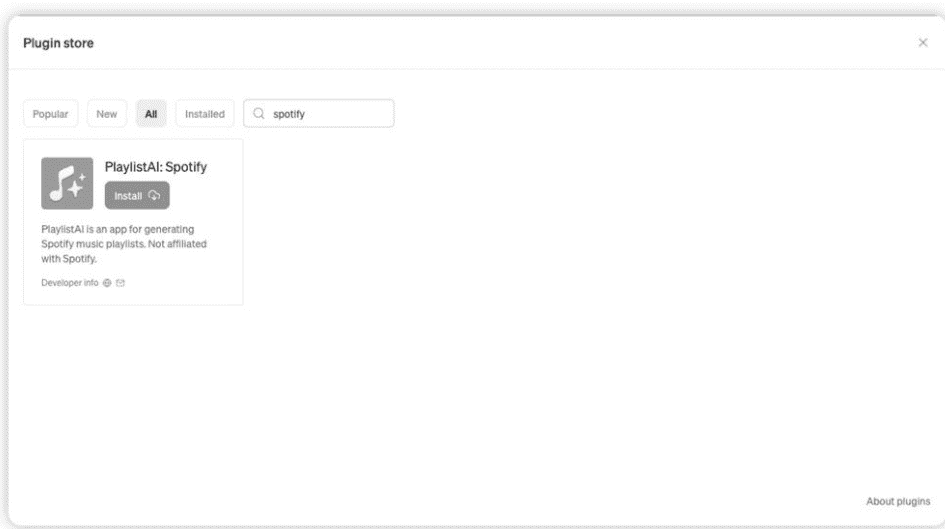 Plugin store
Popular
New
All
Installed
spotify
PlaylistAI: Spotify
Install
PlaylistAI is an app for generating
Spotify music playlists. Not affiliated
with Spotify.
Developer info
About plugins